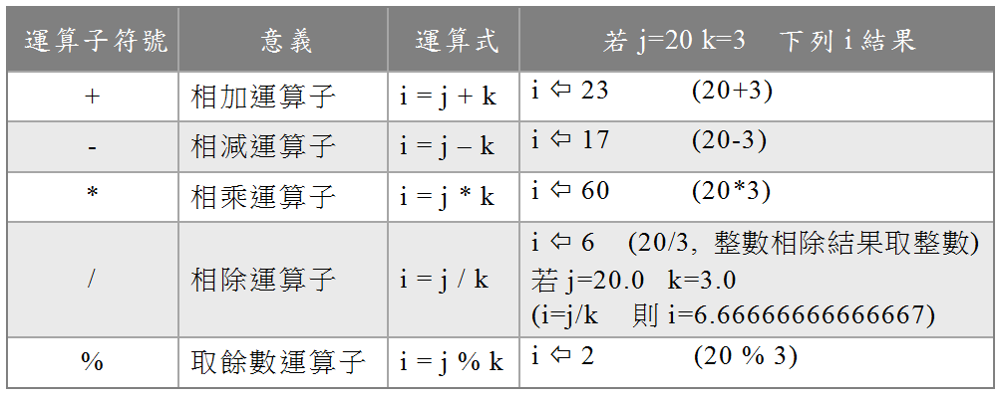 運算子符號 意義 運算式 若 j=20 k=3 下列 i 結果
+ 相加運算子 i = j + k i ⇦ 23 (20+3)
- 相減運算子 i = j – k i ⇦ 17 (20-3)
* 相乘運算子 i = j * k i ⇦ 60 (20*3)
/ 相除運算子 i = j / k i ⇦ 6 (20/3, 整數相除結果取整數)
若 j=20.0 k=3.0
(i=j/k 則 i=6.66666666666667)
% 取餘數運算子 i = j % k i ⇦ 2 (20 % 3)